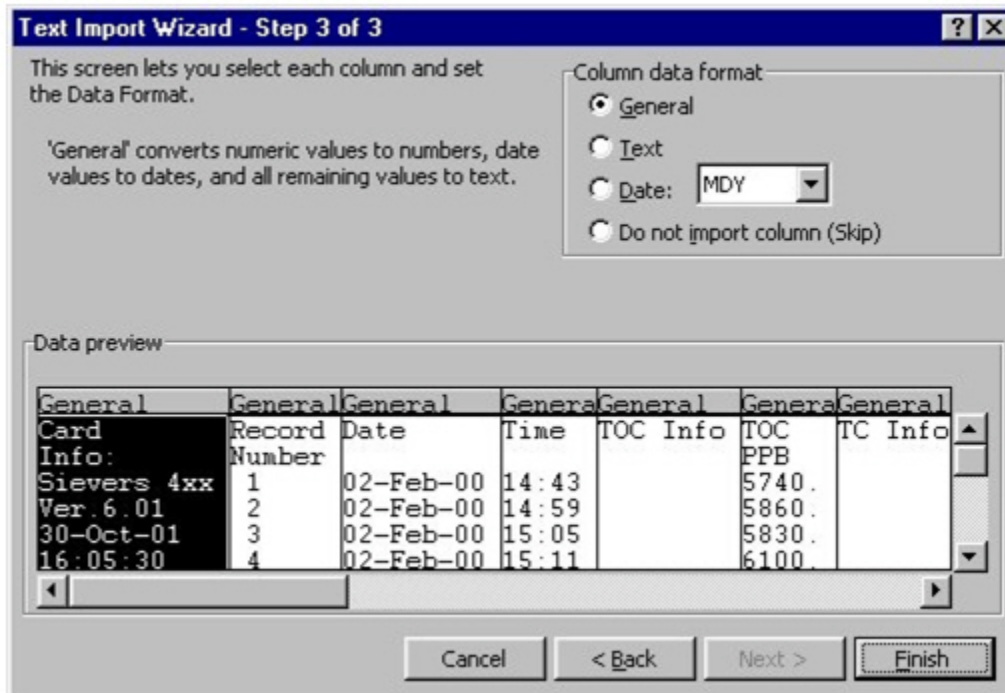 Text Import Wizard - Step 3 of 3
This screen lets you select each column and set
the Data Format.
'General' converts numeric values to numbers, date
values to dates, and all remaining values to text.
Column data format
General
Text
Date: MDY
Do not import column (Skip)
Data preview
General General General General General General General
Card Record Date Time TOC Info TOC TC Info
Info: Number PPB
Sievers 4xx 1 02-Feb-00 14:43 5740.
Ver.6.01 2 02-Feb-00 14:59 5860.
30-Oct-01 3 02-Feb-00 15:05 5830.
16:05:30 4 02-Feb-00 15:11 6100.
Cancel < Back Next > Finish